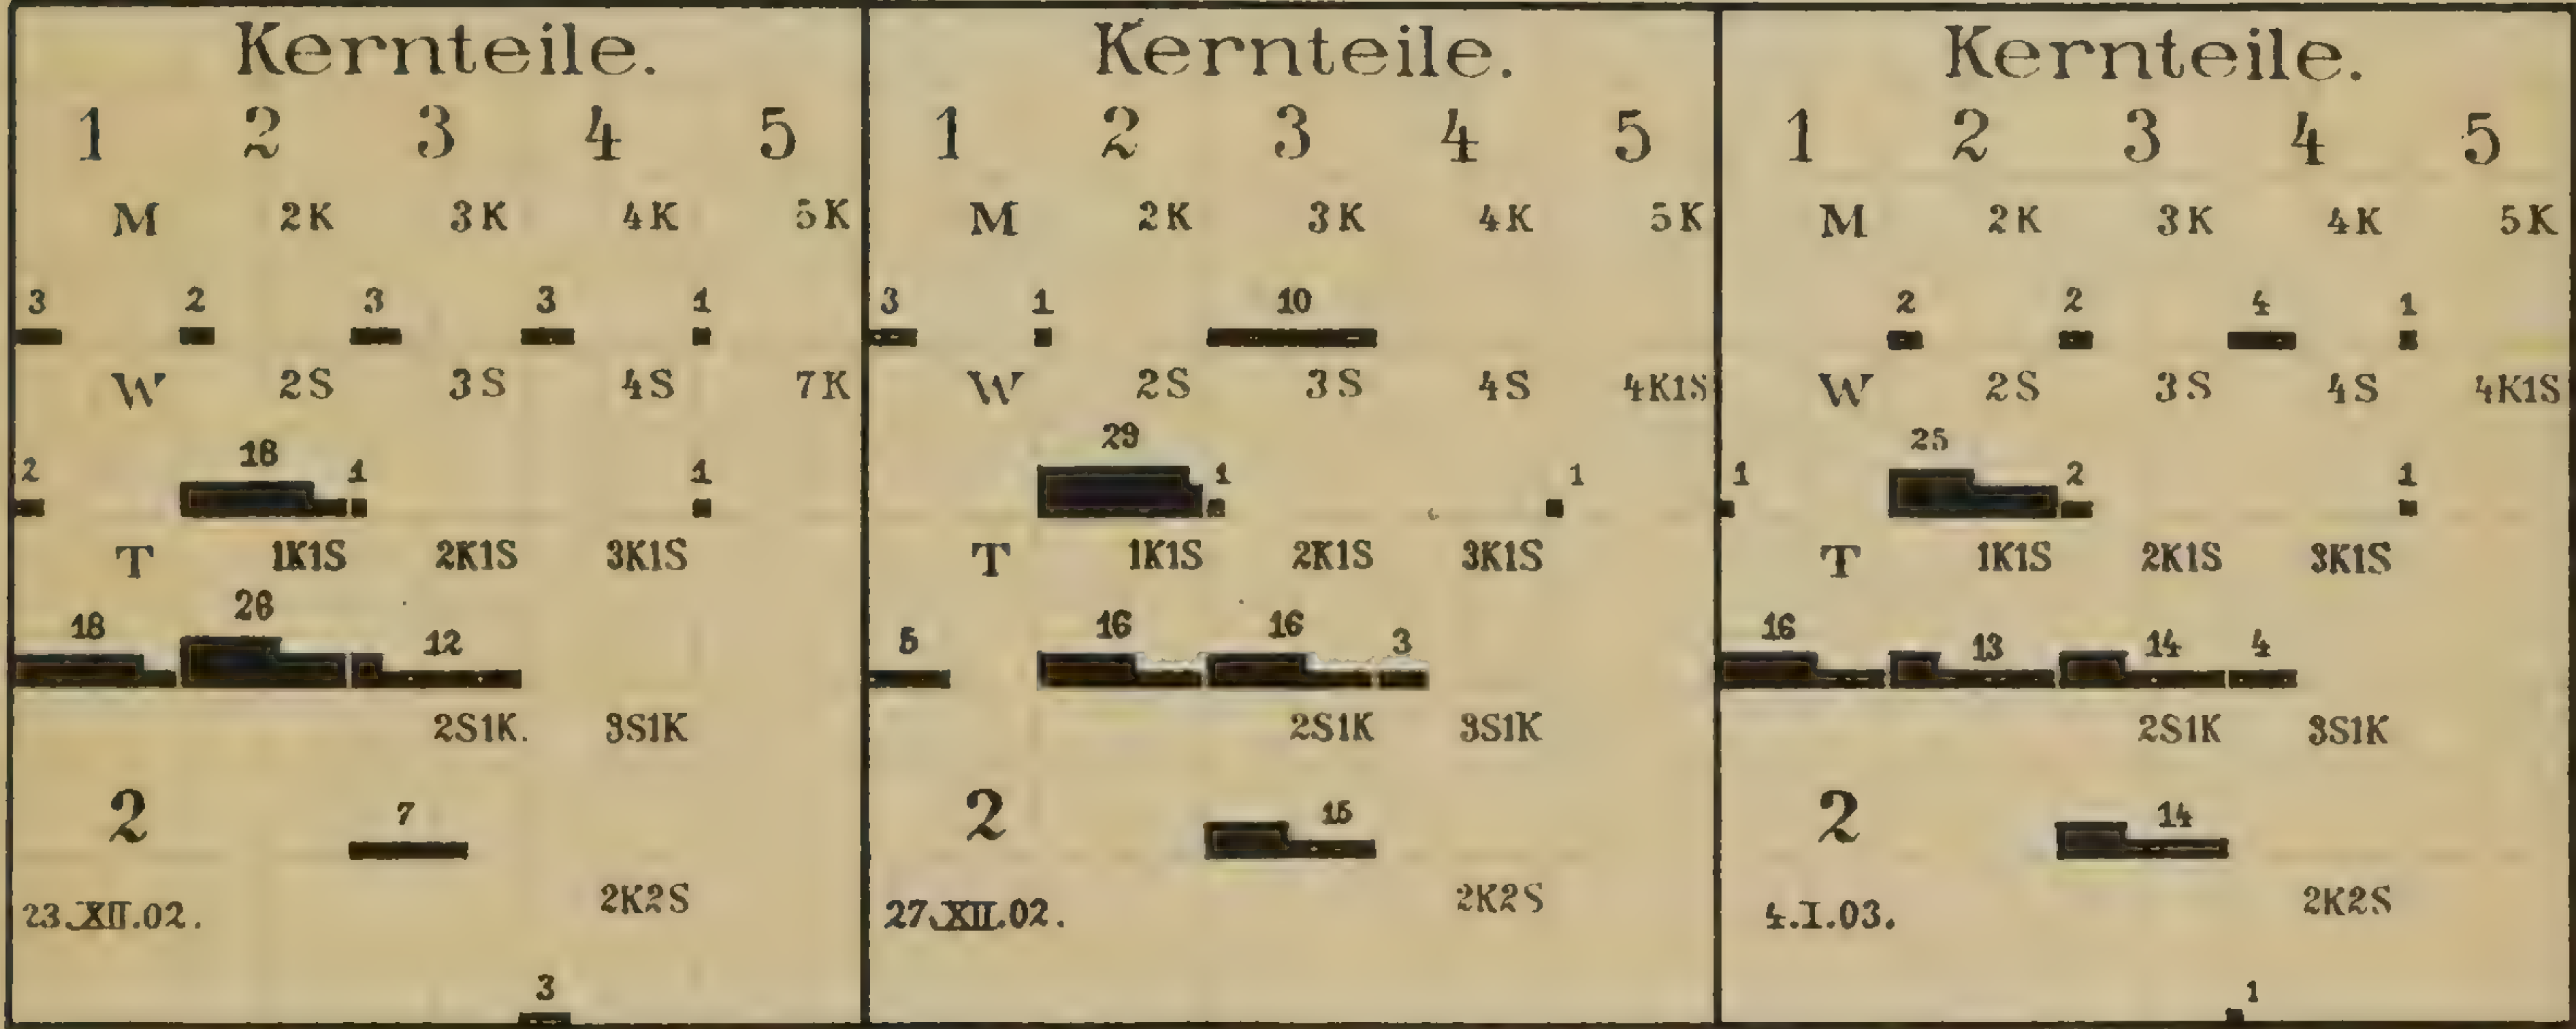 Kernteile.
1 2 3 4 5
M 2K 3K 4K 5K
3 2 3 3 1
W 2S 3S 4S 7K
2 18 1 1
T 1K1S 2K1S 3K1S
18 26 12
2S1K. 3S1K
2 7
2K2S
23.XII.02.
3
Kernteile.
1 2 3 4 5
M 2K 3K 4K 5K
3 1 10
W 2S 3S 4S 4K1S
29 1 1
T 1K1S 2K1S 3K1S
5 16 16 3
2S1K 3S1K
2 15
2K2S
27.XII.02.
Kernteile.
1 2 3 4 5
M 2K 3K 4K 5K
2 2 4 1
W 2S 3S 4S 4K1S
1 25 2 1
T 1K1S 2K1S 3K1S
16 13 14 4
2S1K 3S1K
2 14
2K2S
4.I.03.
1